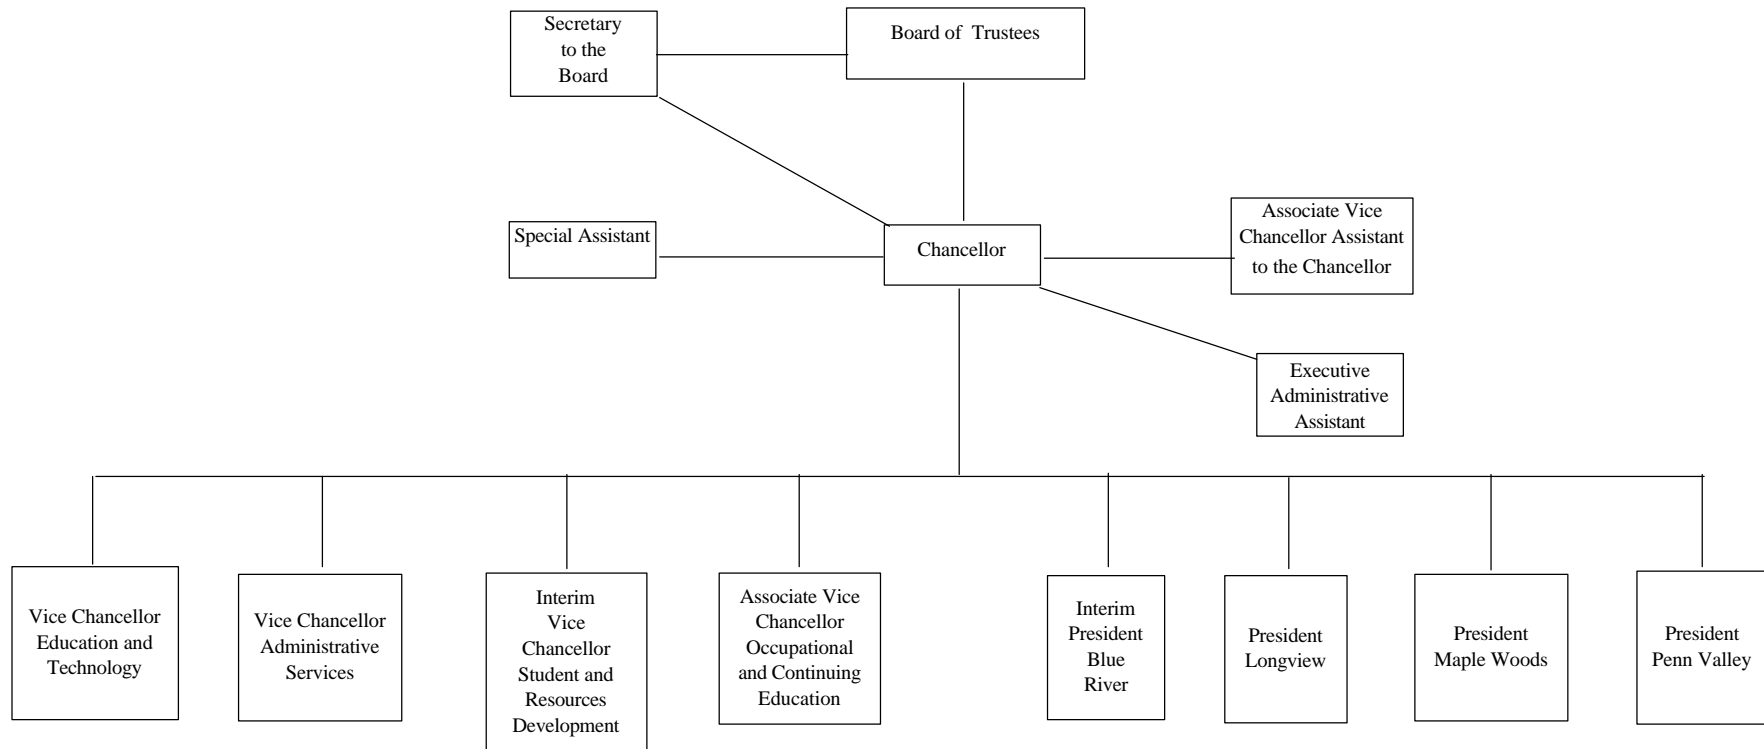 Secretary
to the
Board
Board of Trustees
Special Assistant
Chancellor
Associate Vice
Chancellor Assistant
to the Chancellor
Executive
Administrative
Assistant
Vice Chancellor
Education and
Technology
Vice Chancellor
Administrative
Services
Interim
Vice
Chancellor
Student and
Resources
Development
Associate Vice
Chancellor
Occupational
and Continuing
Education
Interim
President
Blue
River
President
Longview
President
Maple Woods
President
Penn Valley